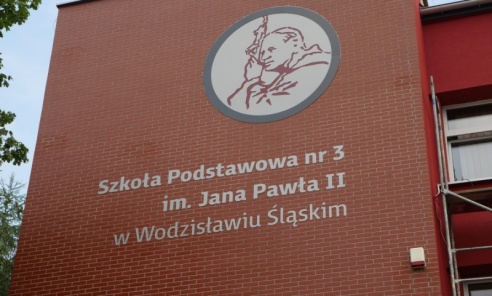 Szkoła Podstawowa nr 3
im. Jana Pawła II
w Wodzisławiu Śląskim